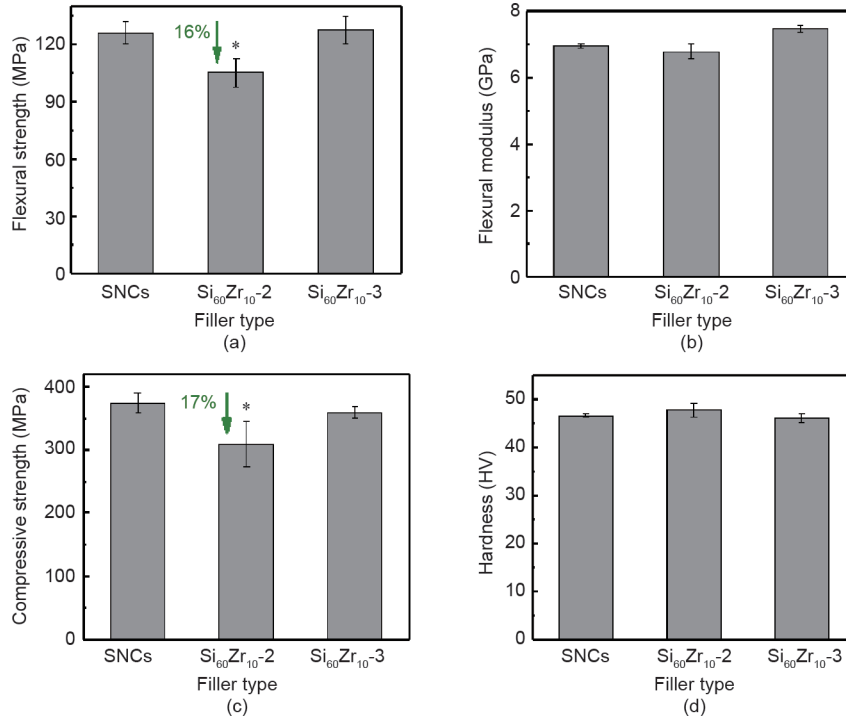 Flexural strength (MPa)
120
90
60
30
0
16%
*
SNCs
Si₆₀Zr₁₀-2
Si₆₀Zr₁₀-3
Filler type
(a)
Flexural modulus (GPa)
8
6
4
2
0
SNCs
Si₆₀Zr₁₀-2
Si₆₀Zr₁₀-3
Filler type
(b)
Compressive strength (MPa)
400
300
200
100
0
17%
*
SNCs
Si₆₀Zr₁₀-2
Si₆₀Zr₁₀-3
Filler type
(c)
Hardness (HV)
50
40
30
20
10
0
SNCs
Si₆₀Zr₁₀-2
Si₆₀Zr₁₀-3
Filler type
(d)